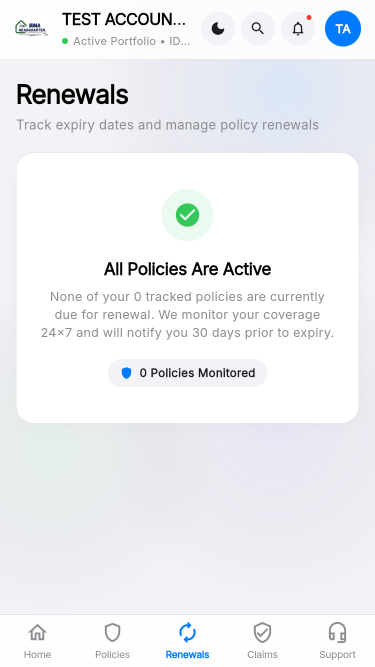 BIMA
HEADQUARTER
TEST ACCOUN...
Active Portfolio • ID...
TA
Renewals
Track expiry dates and manage policy renewals
All Policies Are Active
None of your 0 tracked policies are currently
due for renewal. We monitor your coverage
24×7 and will notify you 30 days prior to expiry.
0 Policies Monitored
Home
Policies
Renewals
Claims
Support